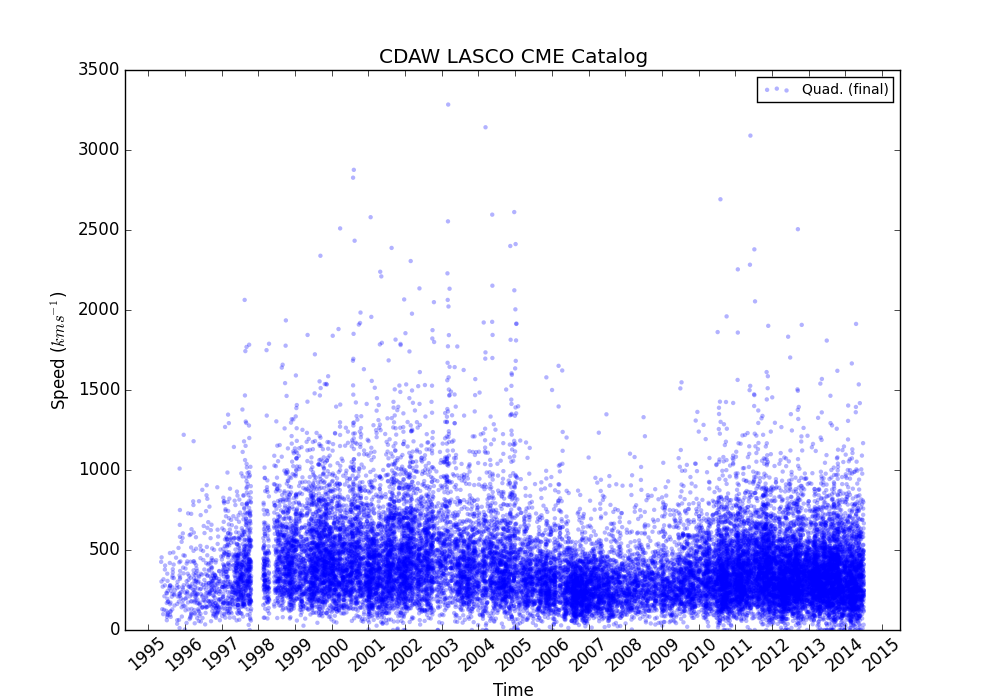 CDAW LASCO CME Catalog
Quad. (final)
3500
3000
2500
2000
1500
1000
500
0
Speed (kms⁻¹)
1995 1996 1997 1998 1999 2000 2001 2002 2003 2004 2005 2006 2007 2008 2009 2010 2011 2012 2013 2014 2015
Time